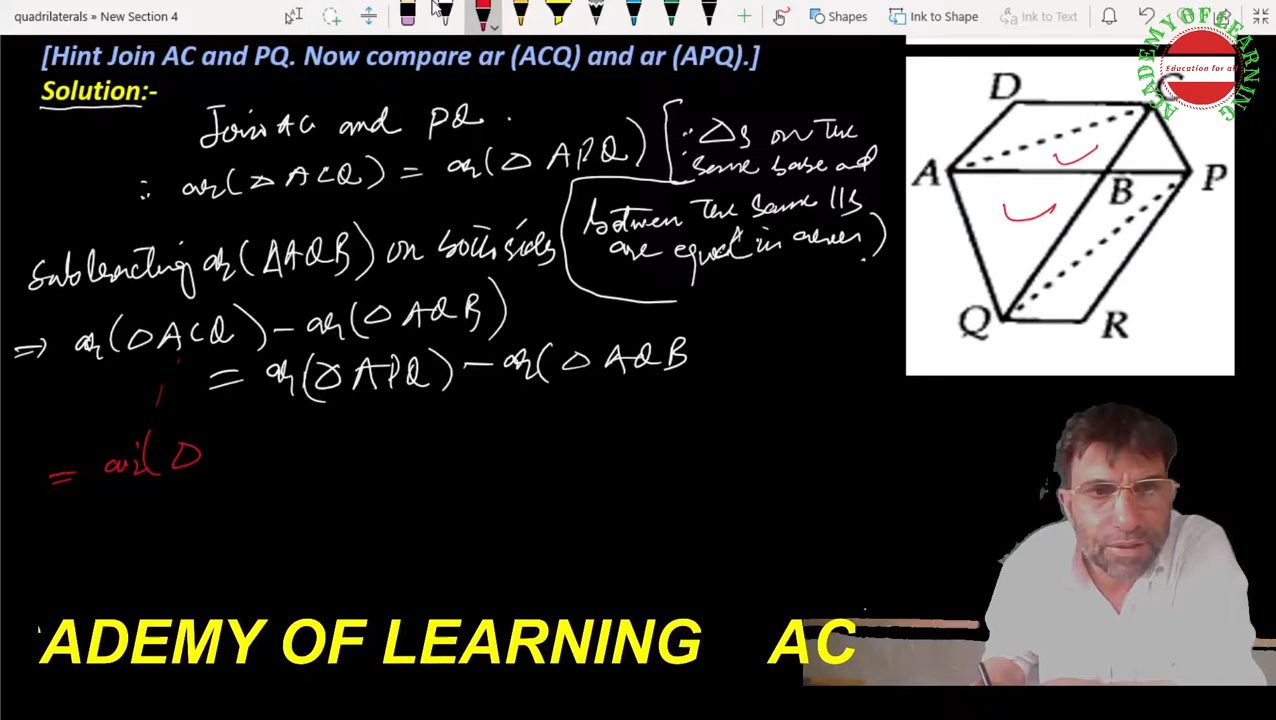 quadrilaterals » New Section 4
Shapes
Ink to Shape
Ink to Text
ACADEMY OF LEARNING
Education for all
[Hint Join AC and PQ. Now compare ar (ACQ) and ar (APQ).]
Solution:-
Join AC and PQ.
∴ ar(△ ACQ) = ar(△ APQ)
[∵ △s on the
same base and
between the same ||s
are equal in areas)
Subtracting ar(△AQB) on both sides
⇒ ar(△ ACQ) - ar(△ AQB)
= ar(△ APQ) - ar(△ AQB
= ar( △
D
C
A
B
P
Q
R
ADEMY OF LEARNING AC